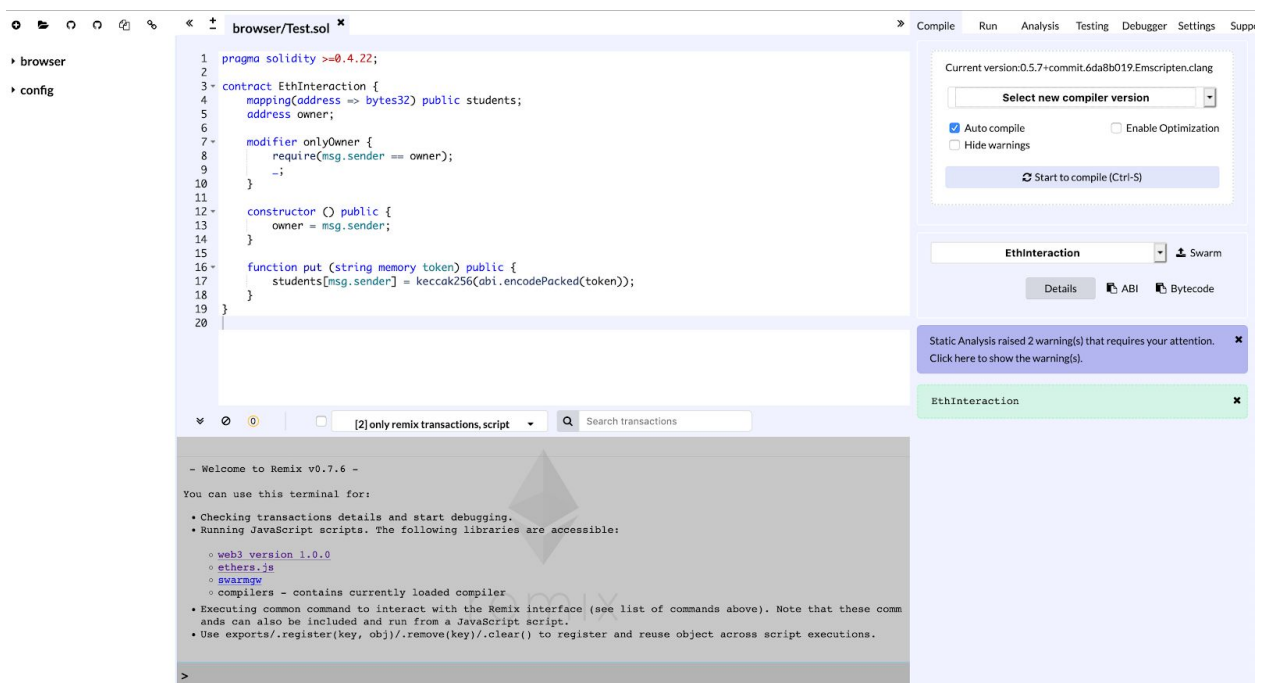 browser
config
browser/Test.sol
1 pragma solidity >=0.4.22;
2
3 contract EthInteraction {
4 mapping(address => bytes32) public students;
5 address owner;
6
7 modifier onlyOwner {
8 require(msg.sender == owner);
9 _;
10 }
11
12 constructor () public {
13 owner = msg.sender;
14 }
15
16 function put (string memory token) public {
17 students[msg.sender] = keccak256(abi.encodePacked(token));
18 }
19 }
20
0
[2] only remix transactions, script
Search transactions
- Welcome to Remix v0.7.6 -
You can use this terminal for:
• Checking transactions details and start debugging.
• Running JavaScript scripts. The following libraries are accessible:
◦ web3 version 1.0.0
◦ ethers.js
◦ swarmgw
◦ compilers - contains currently loaded compiler
• Executing common command to interact with the Remix interface (see list of commands above). Note that these comm
ands can also be included and run from a JavaScript script.
• Use exports/.register(key, obj)/.remove(key)/.clear() to register and reuse object across script executions.
remix
>
Compile Run Analysis Testing Debugger Settings Suppo
Current version:0.5.7+commit.6da8b019.Emscripten.clang
Select new compiler version
Auto compile Enable Optimization
Hide warnings
Start to compile (Ctrl-S)
EthInteraction Swarm
Details ABI Bytecode
Static Analysis raised 2 warning(s) that requires your attention.
Click here to show the warning(s).
EthInteraction